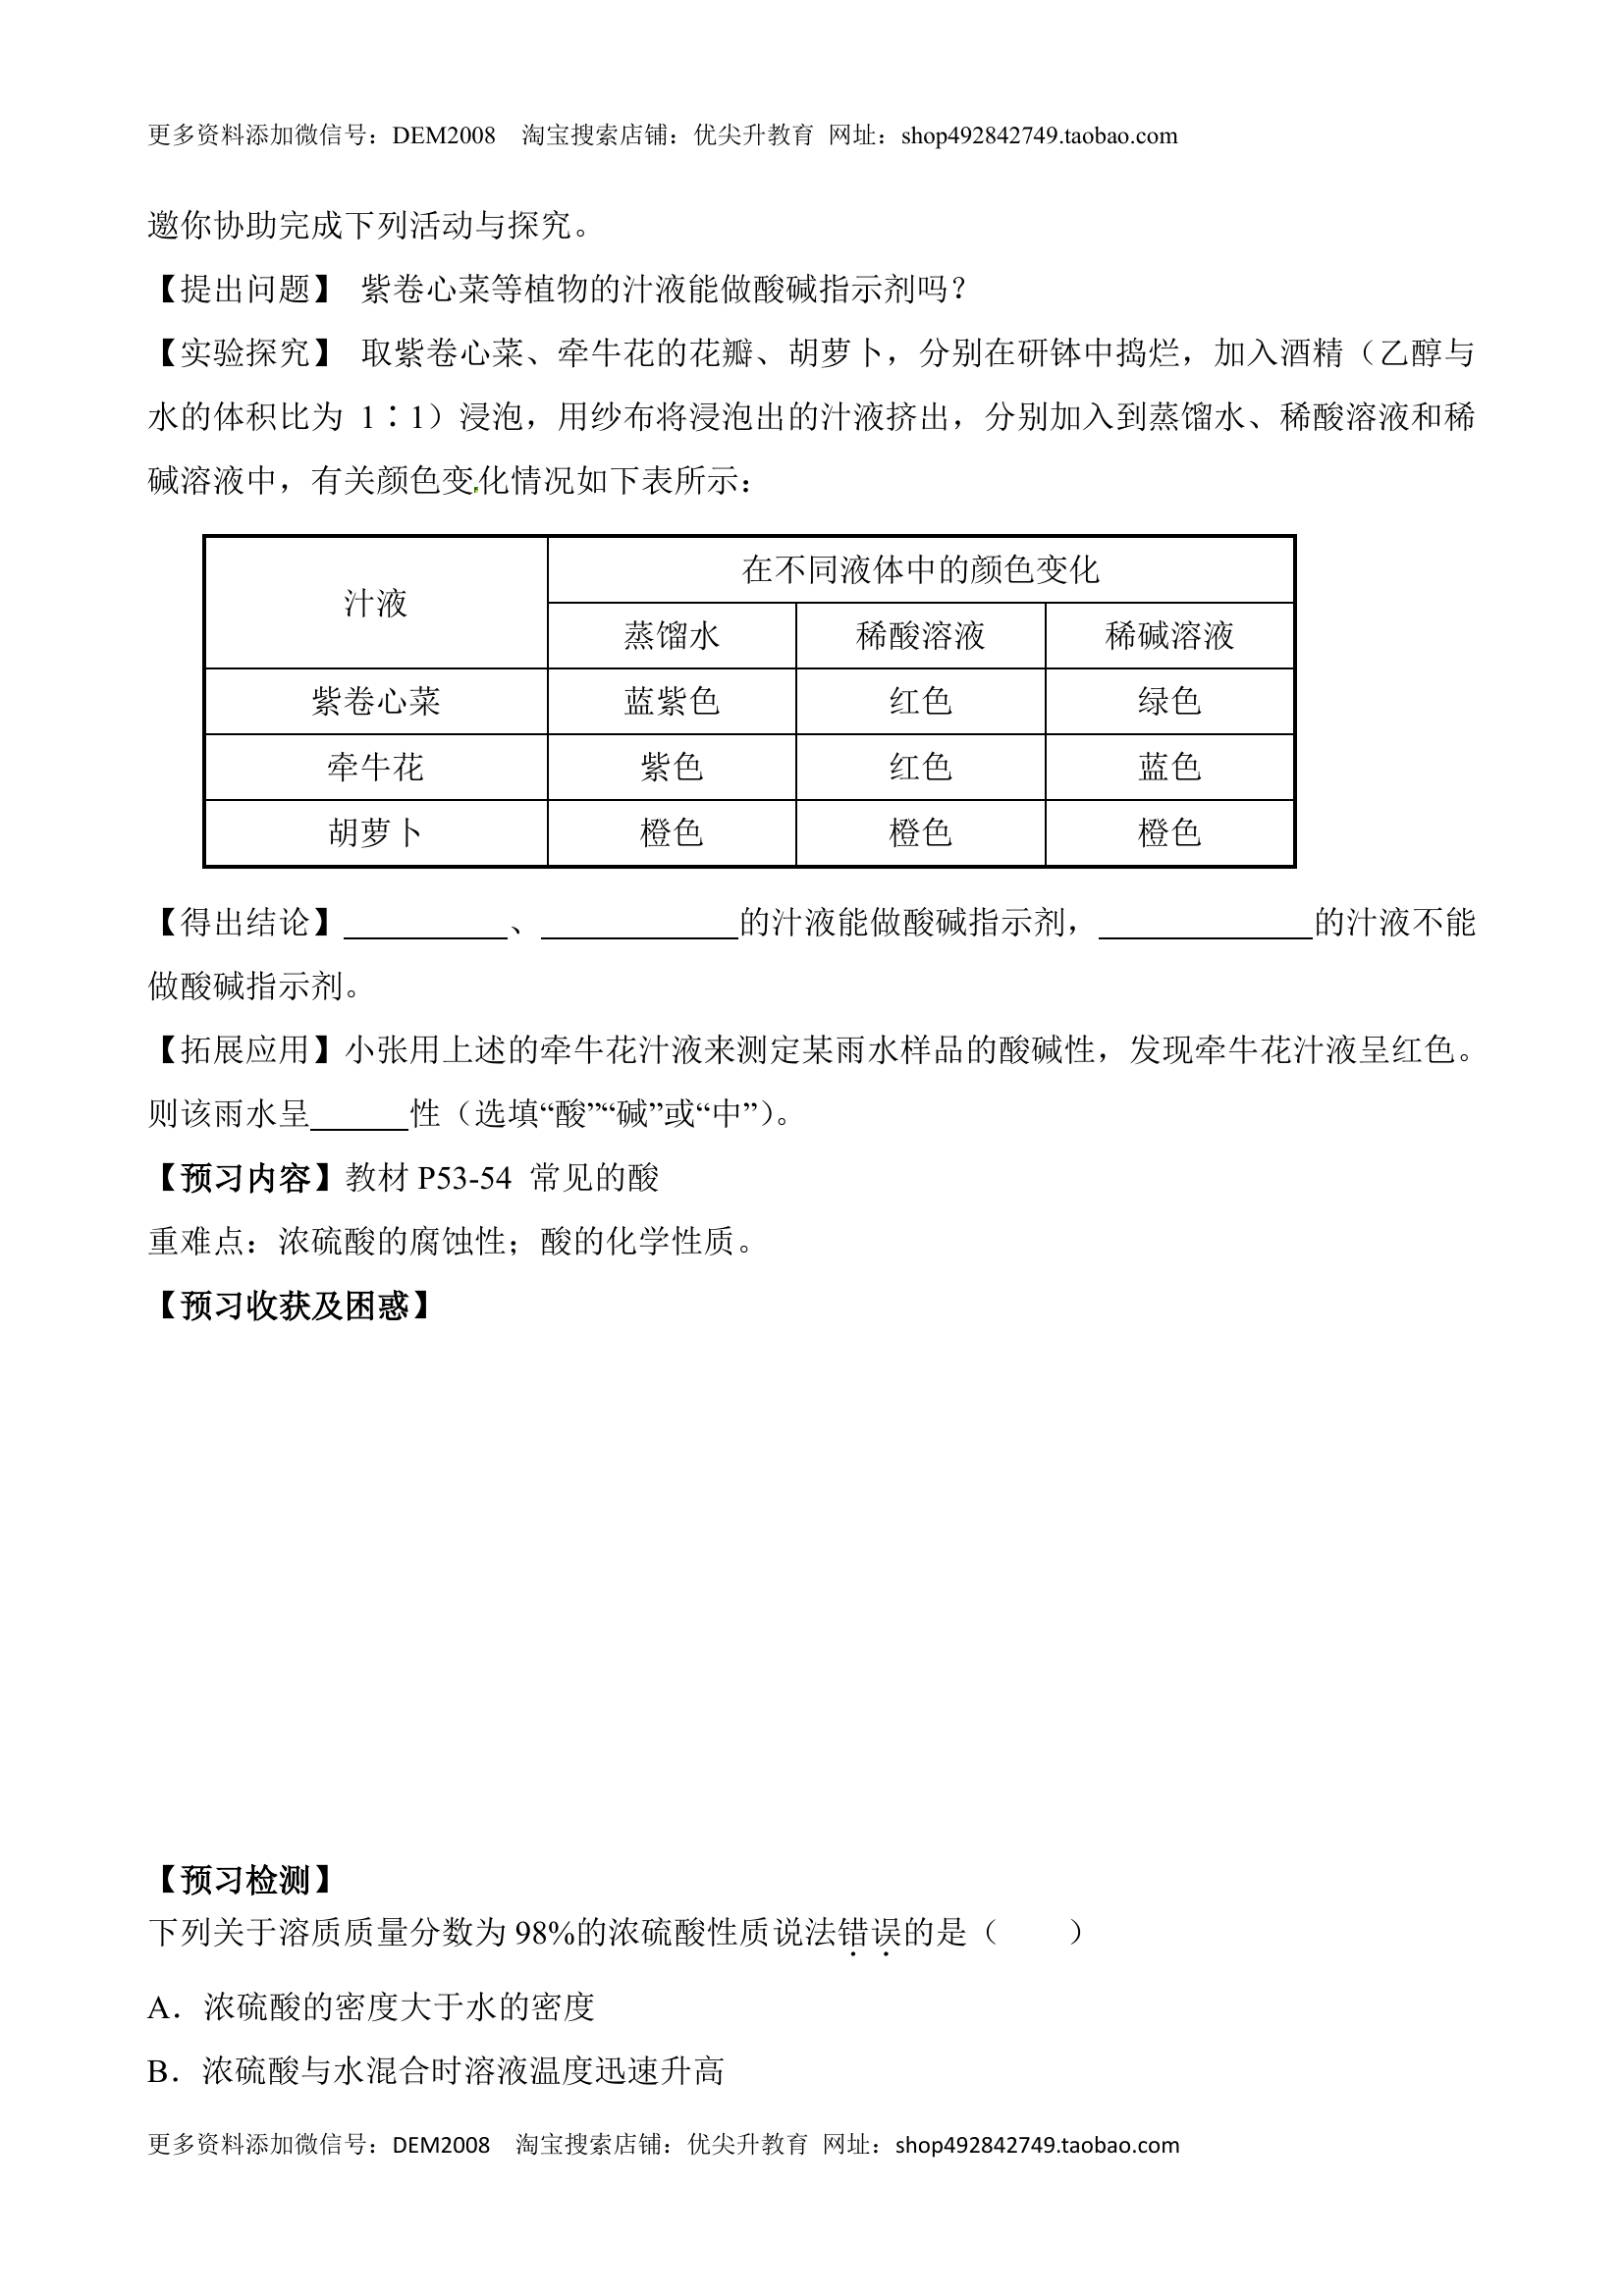 更多资料添加微信号：DEM2008 淘宝搜索店铺：优尖升教育 网址：shop492842749.taobao.com
邀你协助完成下列活动与探究。
【提出问题】 紫卷心菜等植物的汁液能做酸碱指示剂吗？
【实验探究】 取紫卷心菜、牵牛花的花瓣、胡萝卜，分别在研钵中捣烂，加入酒精（乙醇与
水的体积比为 1∶1）浸泡，用纱布将浸泡出的汁液挤出，分别加入到蒸馏水、稀酸溶液和稀
碱溶液中，有关颜色变化情况如下表所示：
汁液
在不同液体中的颜色变化
蒸馏水 稀酸溶液 稀碱溶液
紫卷心菜 蓝紫色 红色 绿色
牵牛花 紫色 红色 蓝色
胡萝卜 橙色 橙色 橙色
【得出结论】__________、____________的汁液能做酸碱指示剂，_____________的汁液不能
做酸碱指示剂。
【拓展应用】小张用上述的牵牛花汁液来测定某雨水样品的酸碱性，发现牵牛花汁液呈红色。
则该雨水呈______性（选填“酸”“碱”或“中”）。
【预习内容】教材 P53-54 常见的酸
重难点：浓硫酸的腐蚀性；酸的化学性质。
【预习收获及困惑】
【预习检测】
下列关于溶质质量分数为 98%的浓硫酸性质说法错误的是（  ）
A．浓硫酸的密度大于水的密度
B．浓硫酸与水混合时溶液温度迅速升高
更多资料添加微信号：DEM2008 淘宝搜索店铺：优尖升教育 网址：shop492842749.taobao.com